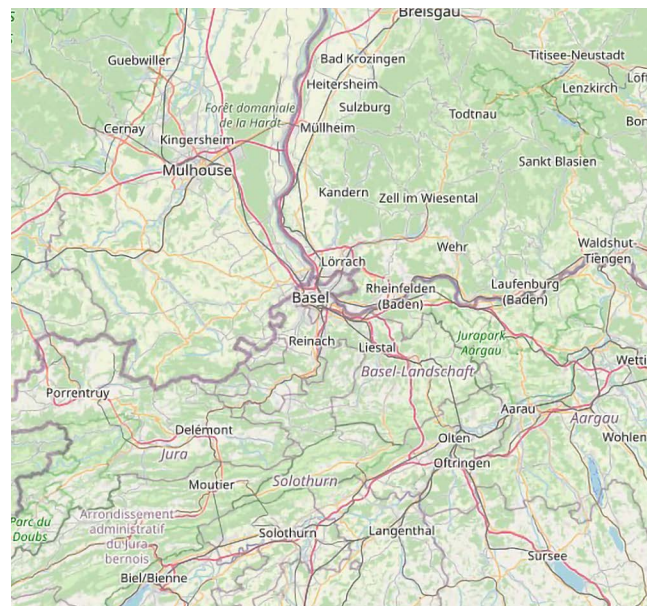 Breisgau
Guebwiller
Bad Krozingen
Titisee-Neustadt
Heitersheim
Lenzkirch
Forêt domaniale
de la Hardt
Sulzburg
Todtnau
Cernay
Kingersheim
Müllheim
Mulhouse
Sankt Blasien
Kandern
Zell im Wiesental
Wehr
Waldshut-
Tiengen
Lörrach
Basel
Rheinfelden
(Baden)
Laufenburg
(Baden)
Reinach
Liestal
Jurapark
Aargau
Basel-Landschaft
Wetti
Porrentruy
Aarau
Aargau
Delémont
Jura
Olten
Wohlen
Oftringen
Moutier
Solothurn
Arrondissement
administratif
du Jura
bernois
Parc du
Doubs
Solothurn
Langenthal
Sursee
Biel/Bienne